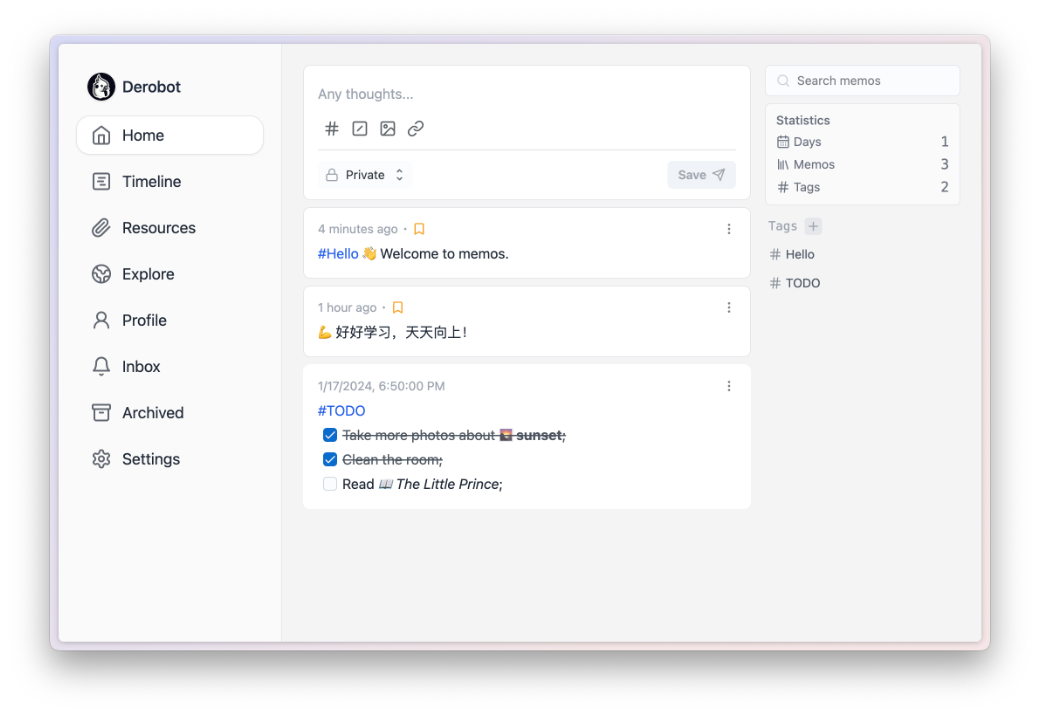 Derobot
Home
Timeline
Resources
Explore
Profile
Inbox
Archived
Settings
Any thoughts...
Private
Save
4 minutes ago •
#Hello 👋 Welcome to memos.
1 hour ago •
💪 好好学习，天天向上！
1/17/2024, 6:50:00 PM
#TODO
Take more photos about 🌄 sunset;
Clean the room;
Read 📖 The Little Prince;
Search memos
Statistics
Days 1
Memos 3
# Tags 2
Tags +
# Hello
# TODO